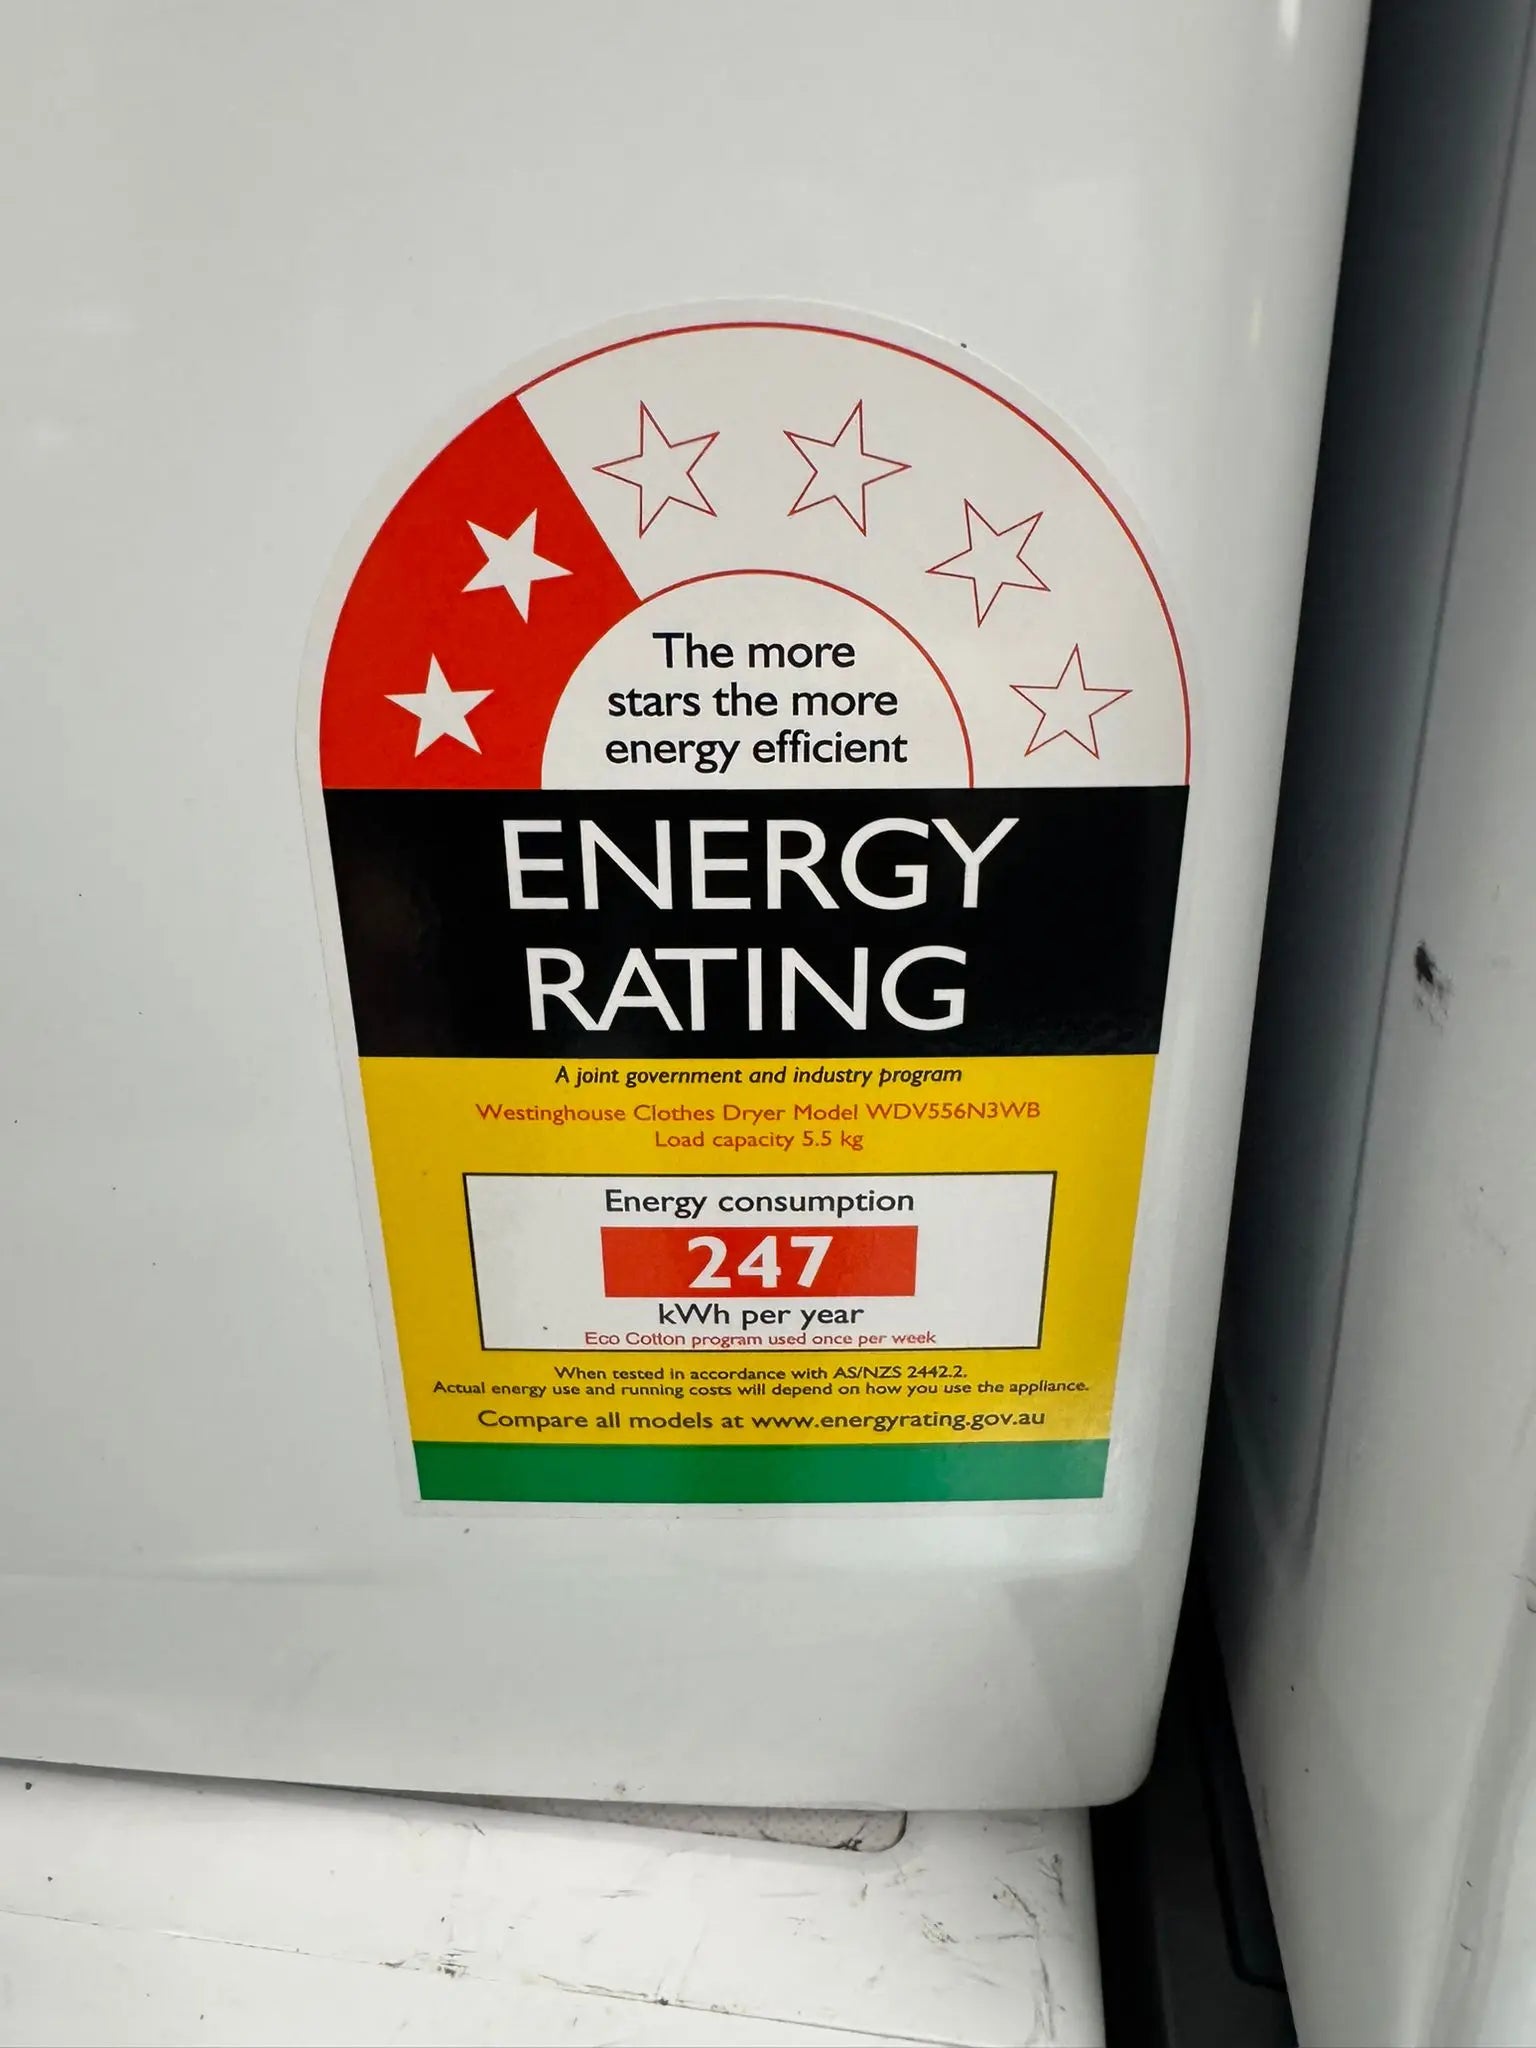 The more
stars the more
energy efficient
ENERGY
RATING
A joint government and industry program
Westinghouse Clothes Dryer Model WDV556N3WB
Load capacity 5.5 kg
Energy consumption
247
kWh per year
Eco Cotton program used once per week
When tested in accordance with AS/NZS 2442.2.
Actual energy use and running costs will depend on how you use the appliance.
Compare all models at www.energyrating.gov.au